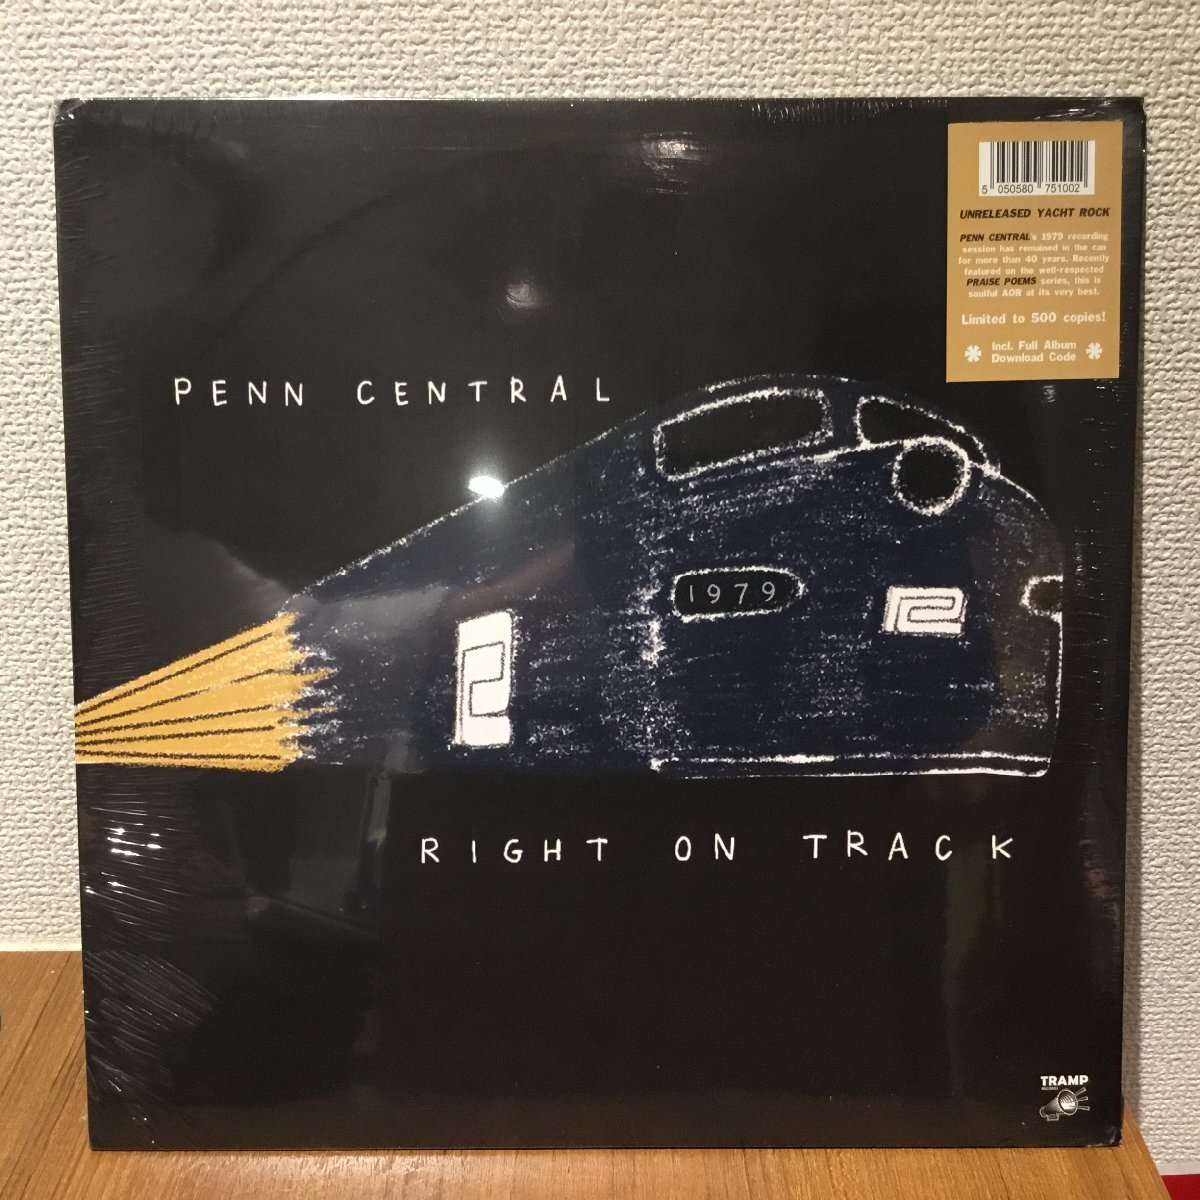 5 050580 751002
UNRELEASED YACHT ROCK
PENN CENTRAL's 1979 recording
session has remained in the can
for more than 40 years. Recently
featured on the well-respected
PRAISE POEMS series, this is
soulful AOR at its very best.
Limited to 500 copies!
Incl. Full Album
Download Code
PENN CENTRAL
1979
RIGHT ON TRACK
TRAMP
RECORDS